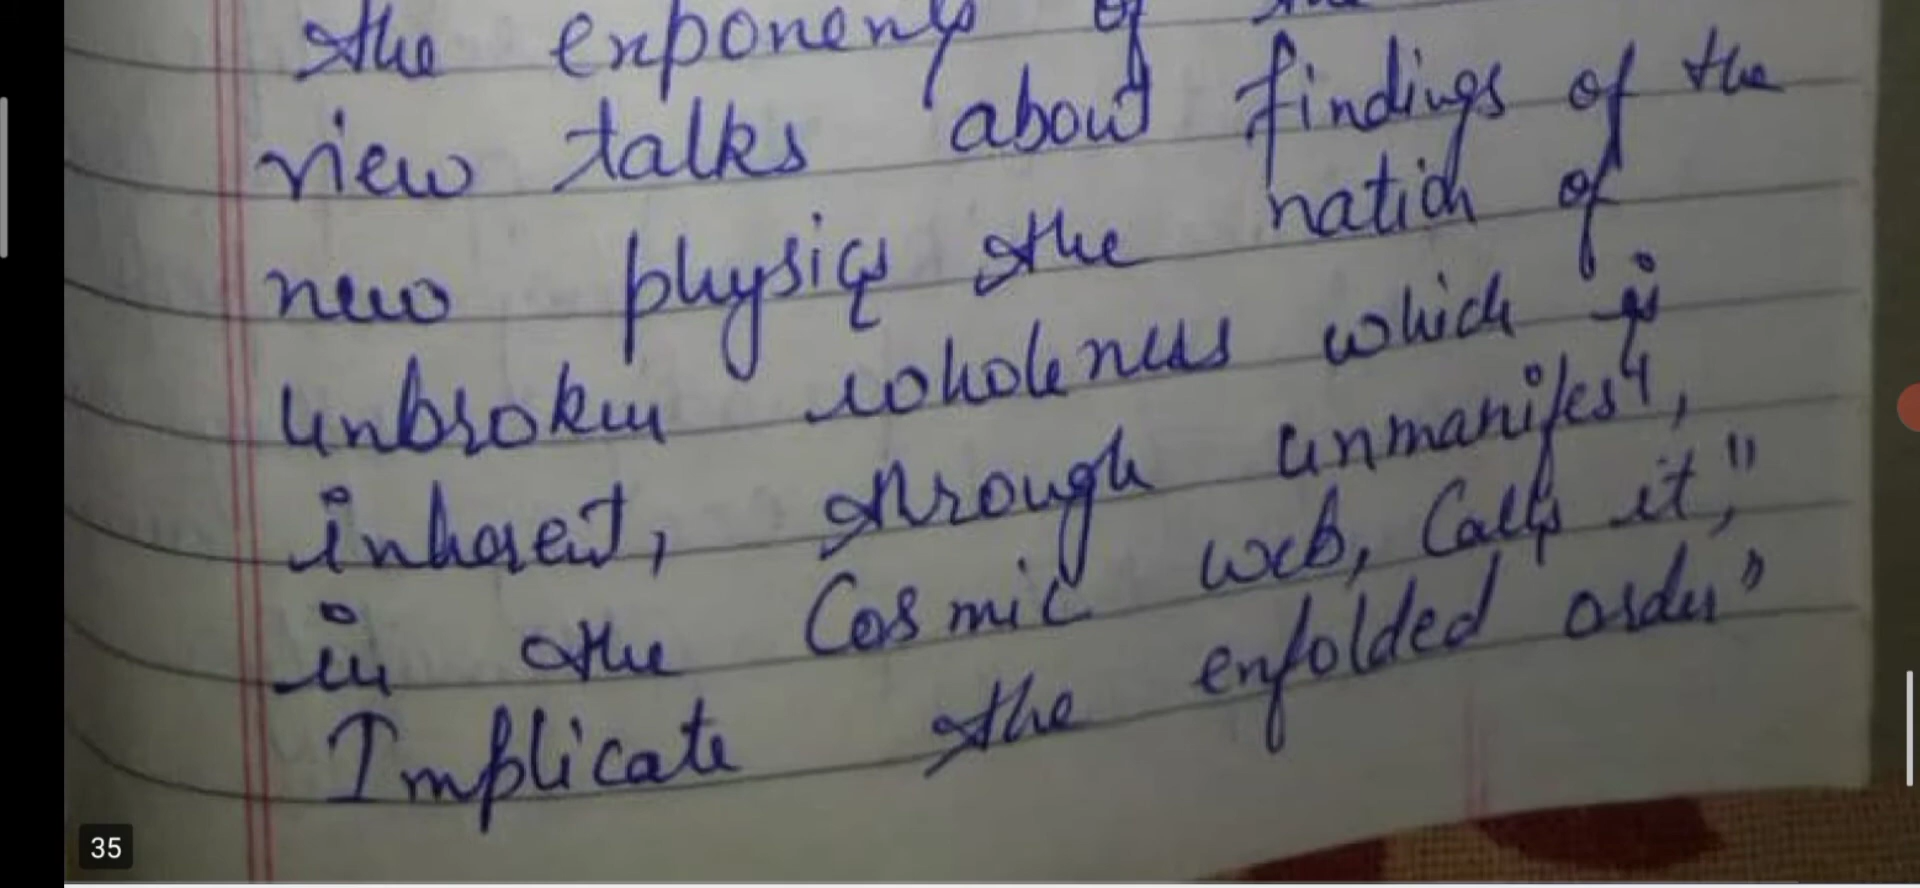 the exponents of the
view talks about findings of the
new physics the nation of
unbroken wholeness which is
inherent, through unmanifest,
in the Cosmic web, Calls it,"
Implicate the enfolded order"
35